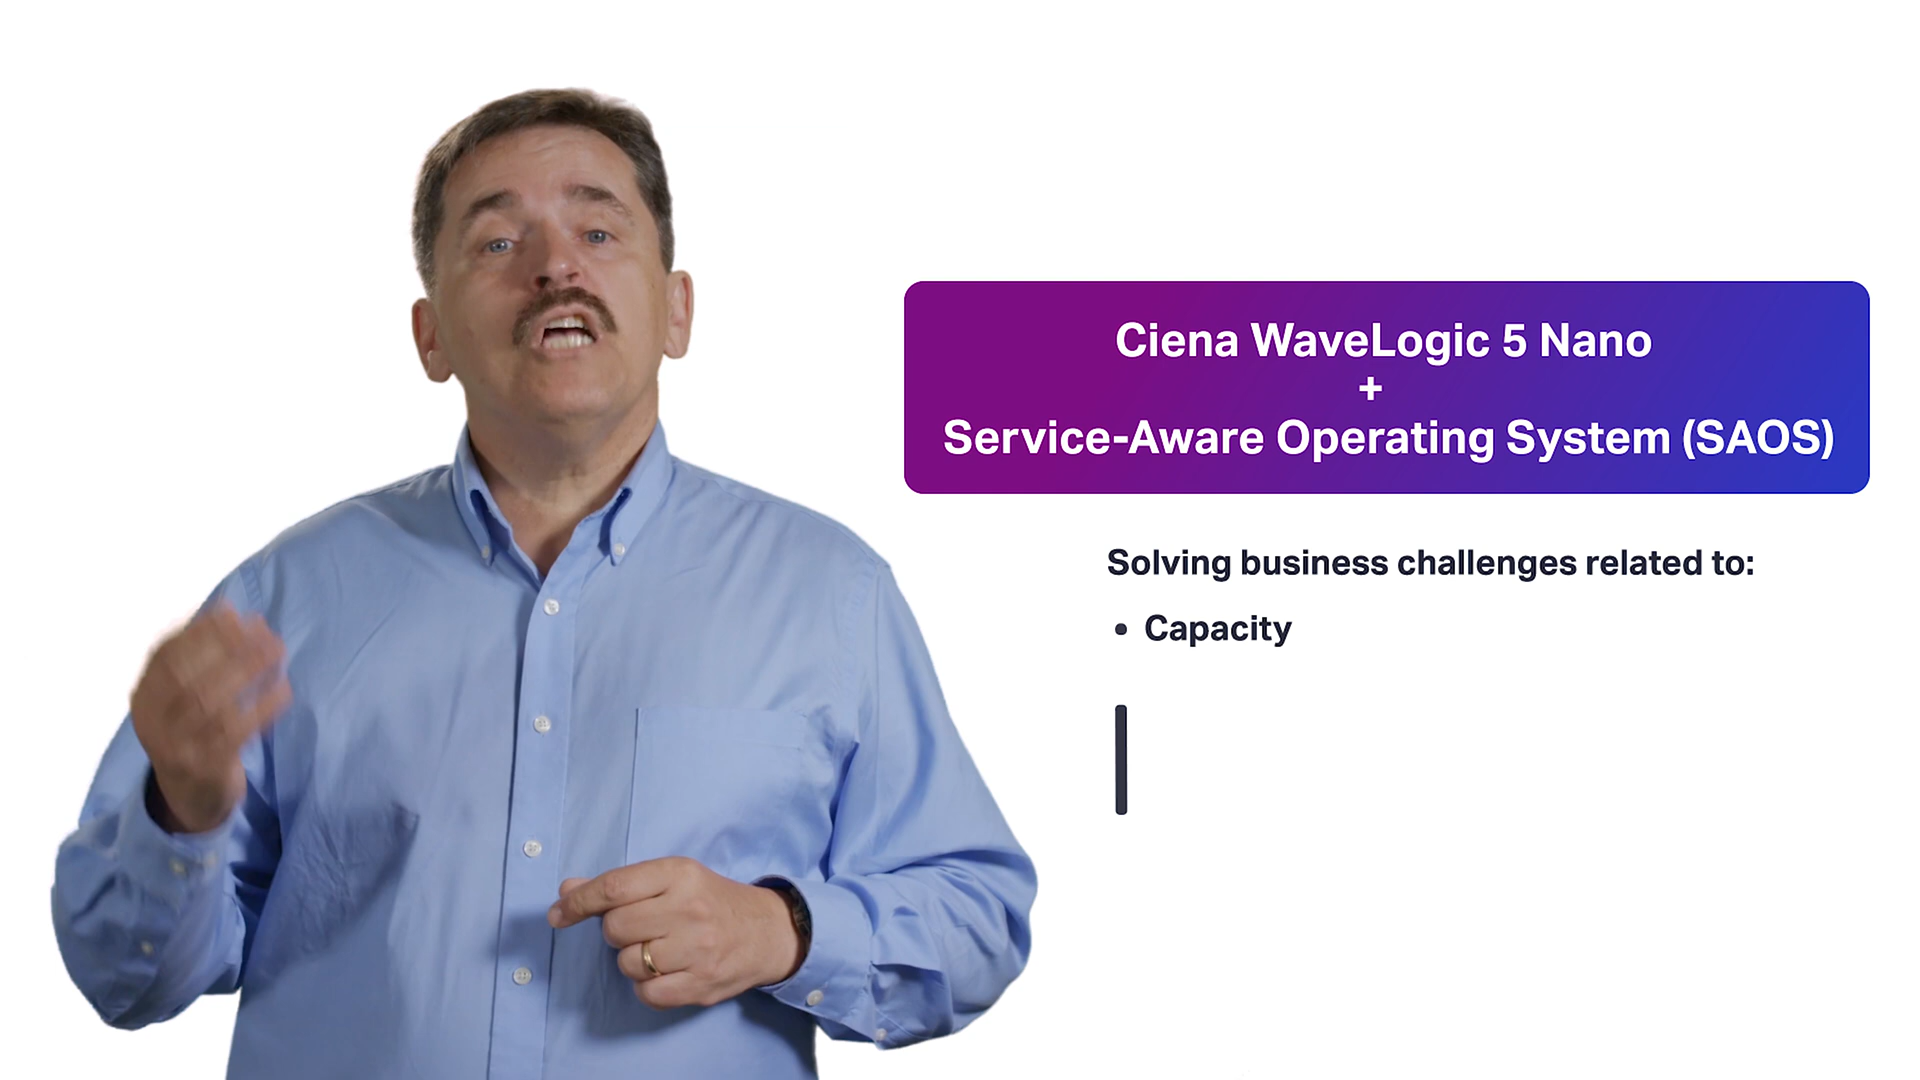 Ciena WaveLogic 5 Nano
+
Service-Aware Operating System (SAOS)
Solving business challenges related to:
• Capacity